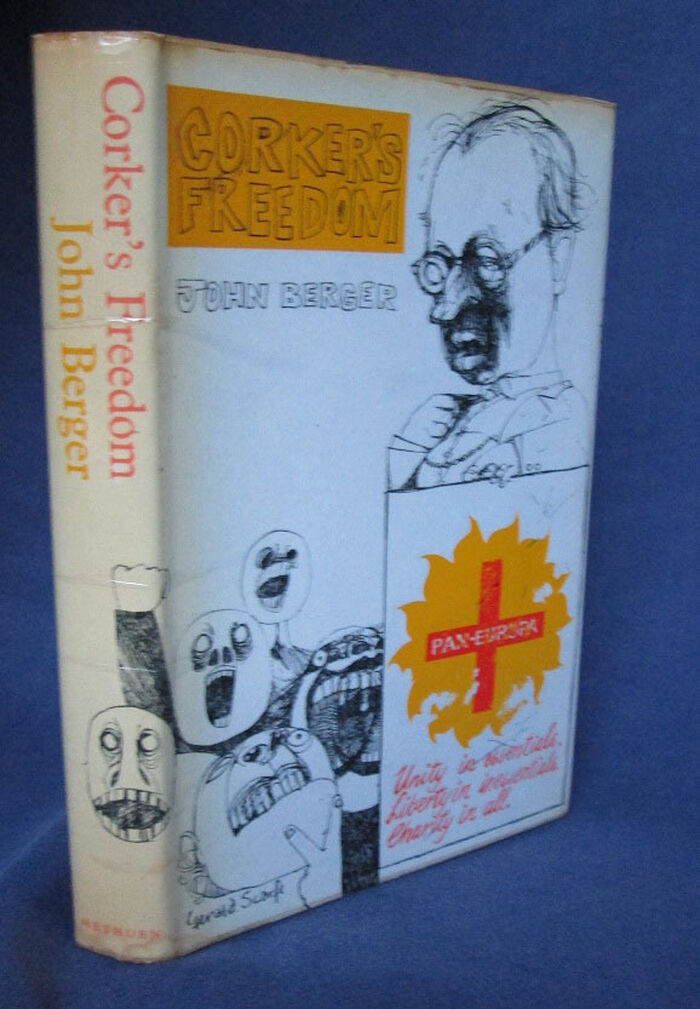 Corker's Freedom
John Berger
METHUEN
CORKER'S
FREEDOM
JOHN BERGER
PAN-EUROPA
Unity in essentials.
Liberty in inessentials.
Charity in all.
Gerald Scarfe